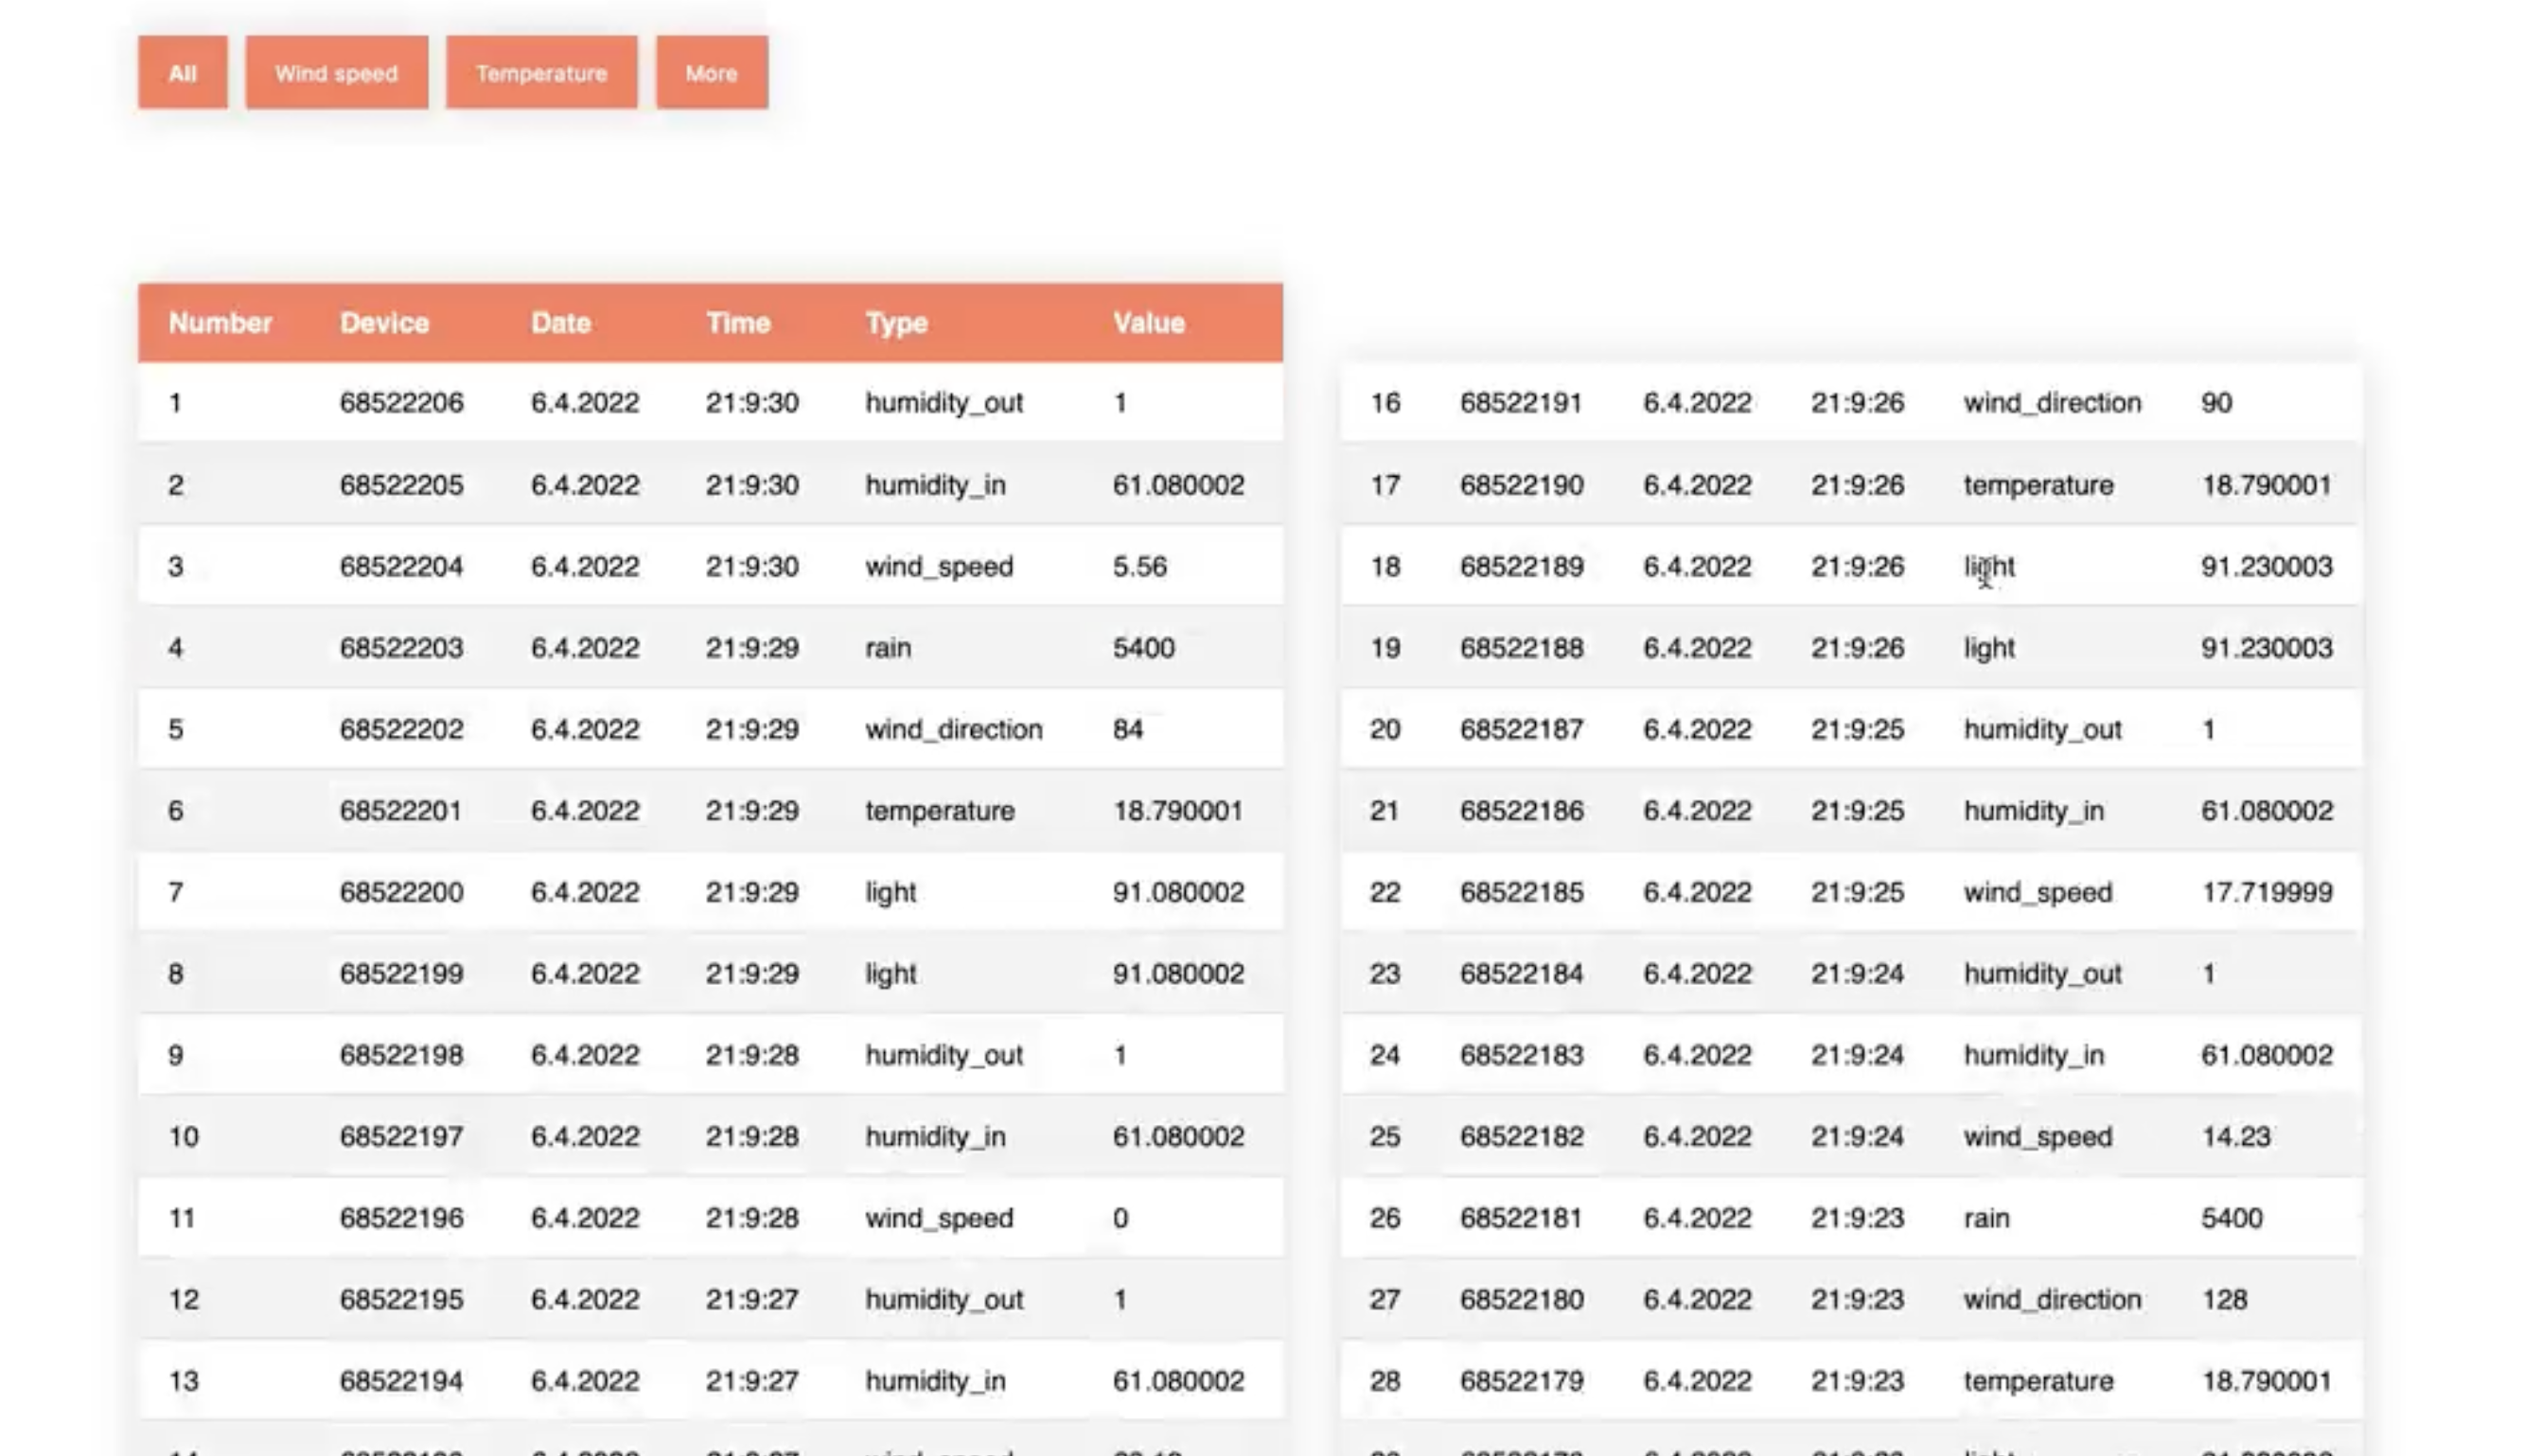 All Wind speed Temperature More
Number Device Date Time Type Value
1 68522206 6.4.2022 21:9:30 humidity_out 1
2 68522205 6.4.2022 21:9:30 humidity_in 61.080002
3 68522204 6.4.2022 21:9:30 wind_speed 5.56
4 68522203 6.4.2022 21:9:29 rain 5400
5 68522202 6.4.2022 21:9:29 wind_direction 84
6 68522201 6.4.2022 21:9:29 temperature 18.790001
7 68522200 6.4.2022 21:9:29 light 91.080002
8 68522199 6.4.2022 21:9:29 light 91.080002
9 68522198 6.4.2022 21:9:28 humidity_out 1
10 68522197 6.4.2022 21:9:28 humidity_in 61.080002
11 68522196 6.4.2022 21:9:28 wind_speed 0
12 68522195 6.4.2022 21:9:27 humidity_out 1
13 68522194 6.4.2022 21:9:27 humidity_in 61.080002
16 68522191 6.4.2022 21:9:26 wind_direction 90
17 68522190 6.4.2022 21:9:26 temperature 18.790001
18 68522189 6.4.2022 21:9:26 light 91.230003
19 68522188 6.4.2022 21:9:26 light 91.230003
20 68522187 6.4.2022 21:9:25 humidity_out 1
21 68522186 6.4.2022 21:9:25 humidity_in 61.080002
22 68522185 6.4.2022 21:9:25 wind_speed 17.719999
23 68522184 6.4.2022 21:9:24 humidity_out 1
24 68522183 6.4.2022 21:9:24 humidity_in 61.080002
25 68522182 6.4.2022 21:9:24 wind_speed 14.23
26 68522181 6.4.2022 21:9:23 rain 5400
27 68522180 6.4.2022 21:9:23 wind_direction 128
28 68522179 6.4.2022 21:9:23 temperature 18.790001